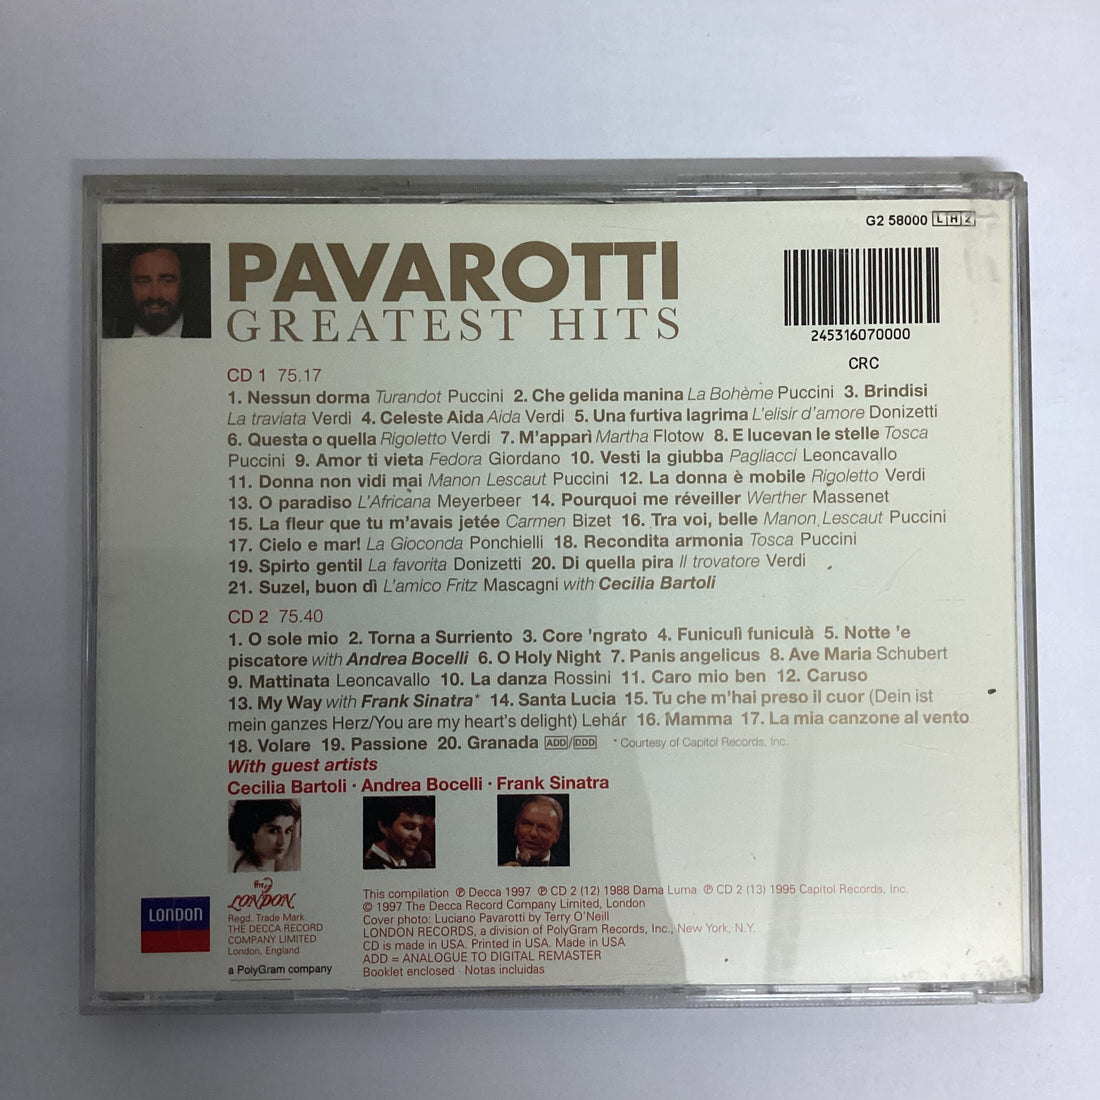 G2 58000 L H 2
PAVAROTTI
GREATEST HITS
245316070000
CRC
CD 1 75.17
1. Nessun dorma Turandot Puccini 2. Che gelida manina La Bohème Puccini 3. Brindisi
La traviata Verdi 4. Celeste Aida Aida Verdi 5. Una furtiva lagrima L'elisir d'amore Donizetti
6. Questa o quella Rigoletto Verdi 7. M'apparì Martha Flotow 8. E lucevan le stelle Tosca
Puccini 9. Amor ti vieta Fedora Giordano 10. Vesti la giubba Pagliacci Leoncavallo
11. Donna non vidi mai Manon Lescaut Puccini 12. La donna è mobile Rigoletto Verdi
13. O paradiso L'Africana Meyerbeer 14. Pourquoi me réveiller Werther Massenet
15. La fleur que tu m'avais jetée Carmen Bizet 16. Tra voi, belle Manon Lescaut Puccini
17. Cielo e mar! La Gioconda Ponchielli 18. Recondita armonia Tosca Puccini
19. Spirto gentil La favorita Donizetti 20. Di quella pira Il trovatore Verdi
21. Suzel, buon dì L'amico Fritz Mascagni with Cecilia Bartoli
CD 2 75.40
1. O sole mio 2. Torna a Surriento 3. Core 'ngrato 4. Funiculì funiculà 5. Notte 'e
piscatore with Andrea Bocelli 6. O Holy Night 7. Panis angelicus 8. Ave Maria Schubert
9. Mattinata Leoncavallo 10. La danza Rossini 11. Caro mio ben 12. Caruso
13. My Way with Frank Sinatra* 14. Santa Lucia 15. Tu che m'hai preso il cuor (Dein ist
mein ganzes Herz/You are my heart's delight) Lehár 16. Mamma 17. La mia canzone al vento
18. Volare 19. Passione 20. Granada ADD/DDD * Courtesy of Capitol Records, Inc.
With guest artists
Cecilia Bartoli · Andrea Bocelli · Frank Sinatra
LONDON
LONDON
Regd. Trade Mark
THE DECCA RECORD
COMPANY LIMITED
London, England
a PolyGram company
This compilation ℗ Decca 1997 ℗ CD 2 (12) 1988 Dama Luma ℗ CD 2 (13) 1995 Capitol Records, Inc.
© 1997 The Decca Record Company Limited, London
Cover photo: Luciano Pavarotti by Terry O'Neill
LONDON RECORDS, a division of PolyGram Records, Inc., New York, N.Y.
CD is made in USA. Printed in USA. Made in USA
ADD = ANALOGUE TO DIGITAL REMASTER
Booklet enclosed · Notas incluidas